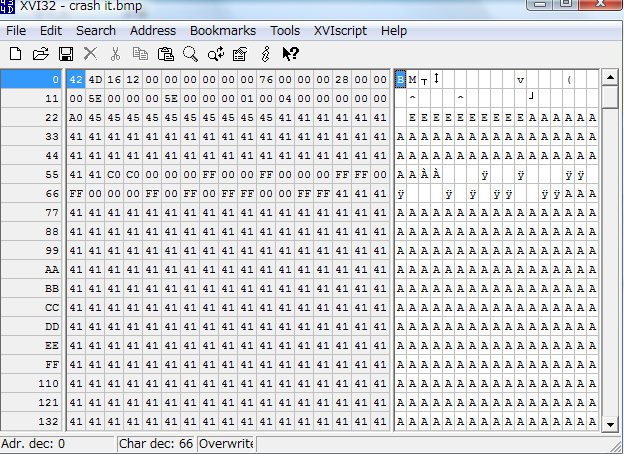 XVI32 - crash it.bmp
File Edit Search Address Bookmarks Tools XVIscript Help
0 42 4D 16 12 00 00 00 00 00 00 76 00 00 00 28 00 00 B M ┬ ↕ v (
11 00 5E 00 00 00 5E 00 00 00 01 00 04 00 00 00 00 00 ^ ^ ┘
22 A0 45 45 45 45 45 45 45 45 45 45 41 41 41 41 41 41 E E E E E E E E E E A A A A A A
33 41 41 41 41 41 41 41 41 41 41 41 41 41 41 41 41 41 A A A A A A A A A A A A A A A A A
44 41 41 41 41 41 41 41 41 41 41 41 41 41 41 41 41 41 A A A A A A A A A A A A A A A A A
55 41 41 C0 C0 00 00 00 FF 00 00 FF 00 00 00 FF FF 00 A A À À ÿ ÿ ÿ ÿ
66 FF 00 00 00 FF 00 FF 00 FF FF 00 00 FF FF 41 41 41 ÿ ÿ ÿ ÿ ÿ ÿ ÿ A A A
77 41 41 41 41 41 41 41 41 41 41 41 41 41 41 41 41 41 A A A A A A A A A A A A A A A A A
88 41 41 41 41 41 41 41 41 41 41 41 41 41 41 41 41 41 A A A A A A A A A A A A A A A A A
99 41 41 41 41 41 41 41 41 41 41 41 41 41 41 41 41 41 A A A A A A A A A A A A A A A A A
AA 41 41 41 41 41 41 41 41 41 41 41 41 41 41 41 41 41 A A A A A A A A A A A A A A A A A
BB 41 41 41 41 41 41 41 41 41 41 41 41 41 41 41 41 41 A A A A A A A A A A A A A A A A A
CC 41 41 41 41 41 41 41 41 41 41 41 41 41 41 41 41 41 A A A A A A A A A A A A A A A A A
DD 41 41 41 41 41 41 41 41 41 41 41 41 41 41 41 41 41 A A A A A A A A A A A A A A A A A
EE 41 41 41 41 41 41 41 41 41 41 41 41 41 41 41 41 41 A A A A A A A A A A A A A A A A A
FF 41 41 41 41 41 41 41 41 41 41 41 41 41 41 41 41 41 A A A A A A A A A A A A A A A A A
110 41 41 41 41 41 41 41 41 41 41 41 41 41 41 41 41 41 A A A A A A A A A A A A A A A A A
121 41 41 41 41 41 41 41 41 41 41 41 41 41 41 41 41 41 A A A A A A A A A A A A A A A A A
132 41 41 41 41 41 41 41 41 41 41 41 41 41 41 41 41 41 A A A A A A A A A A A A A A A A A
Adr. dec: 0 Char dec: 66 Overwrite